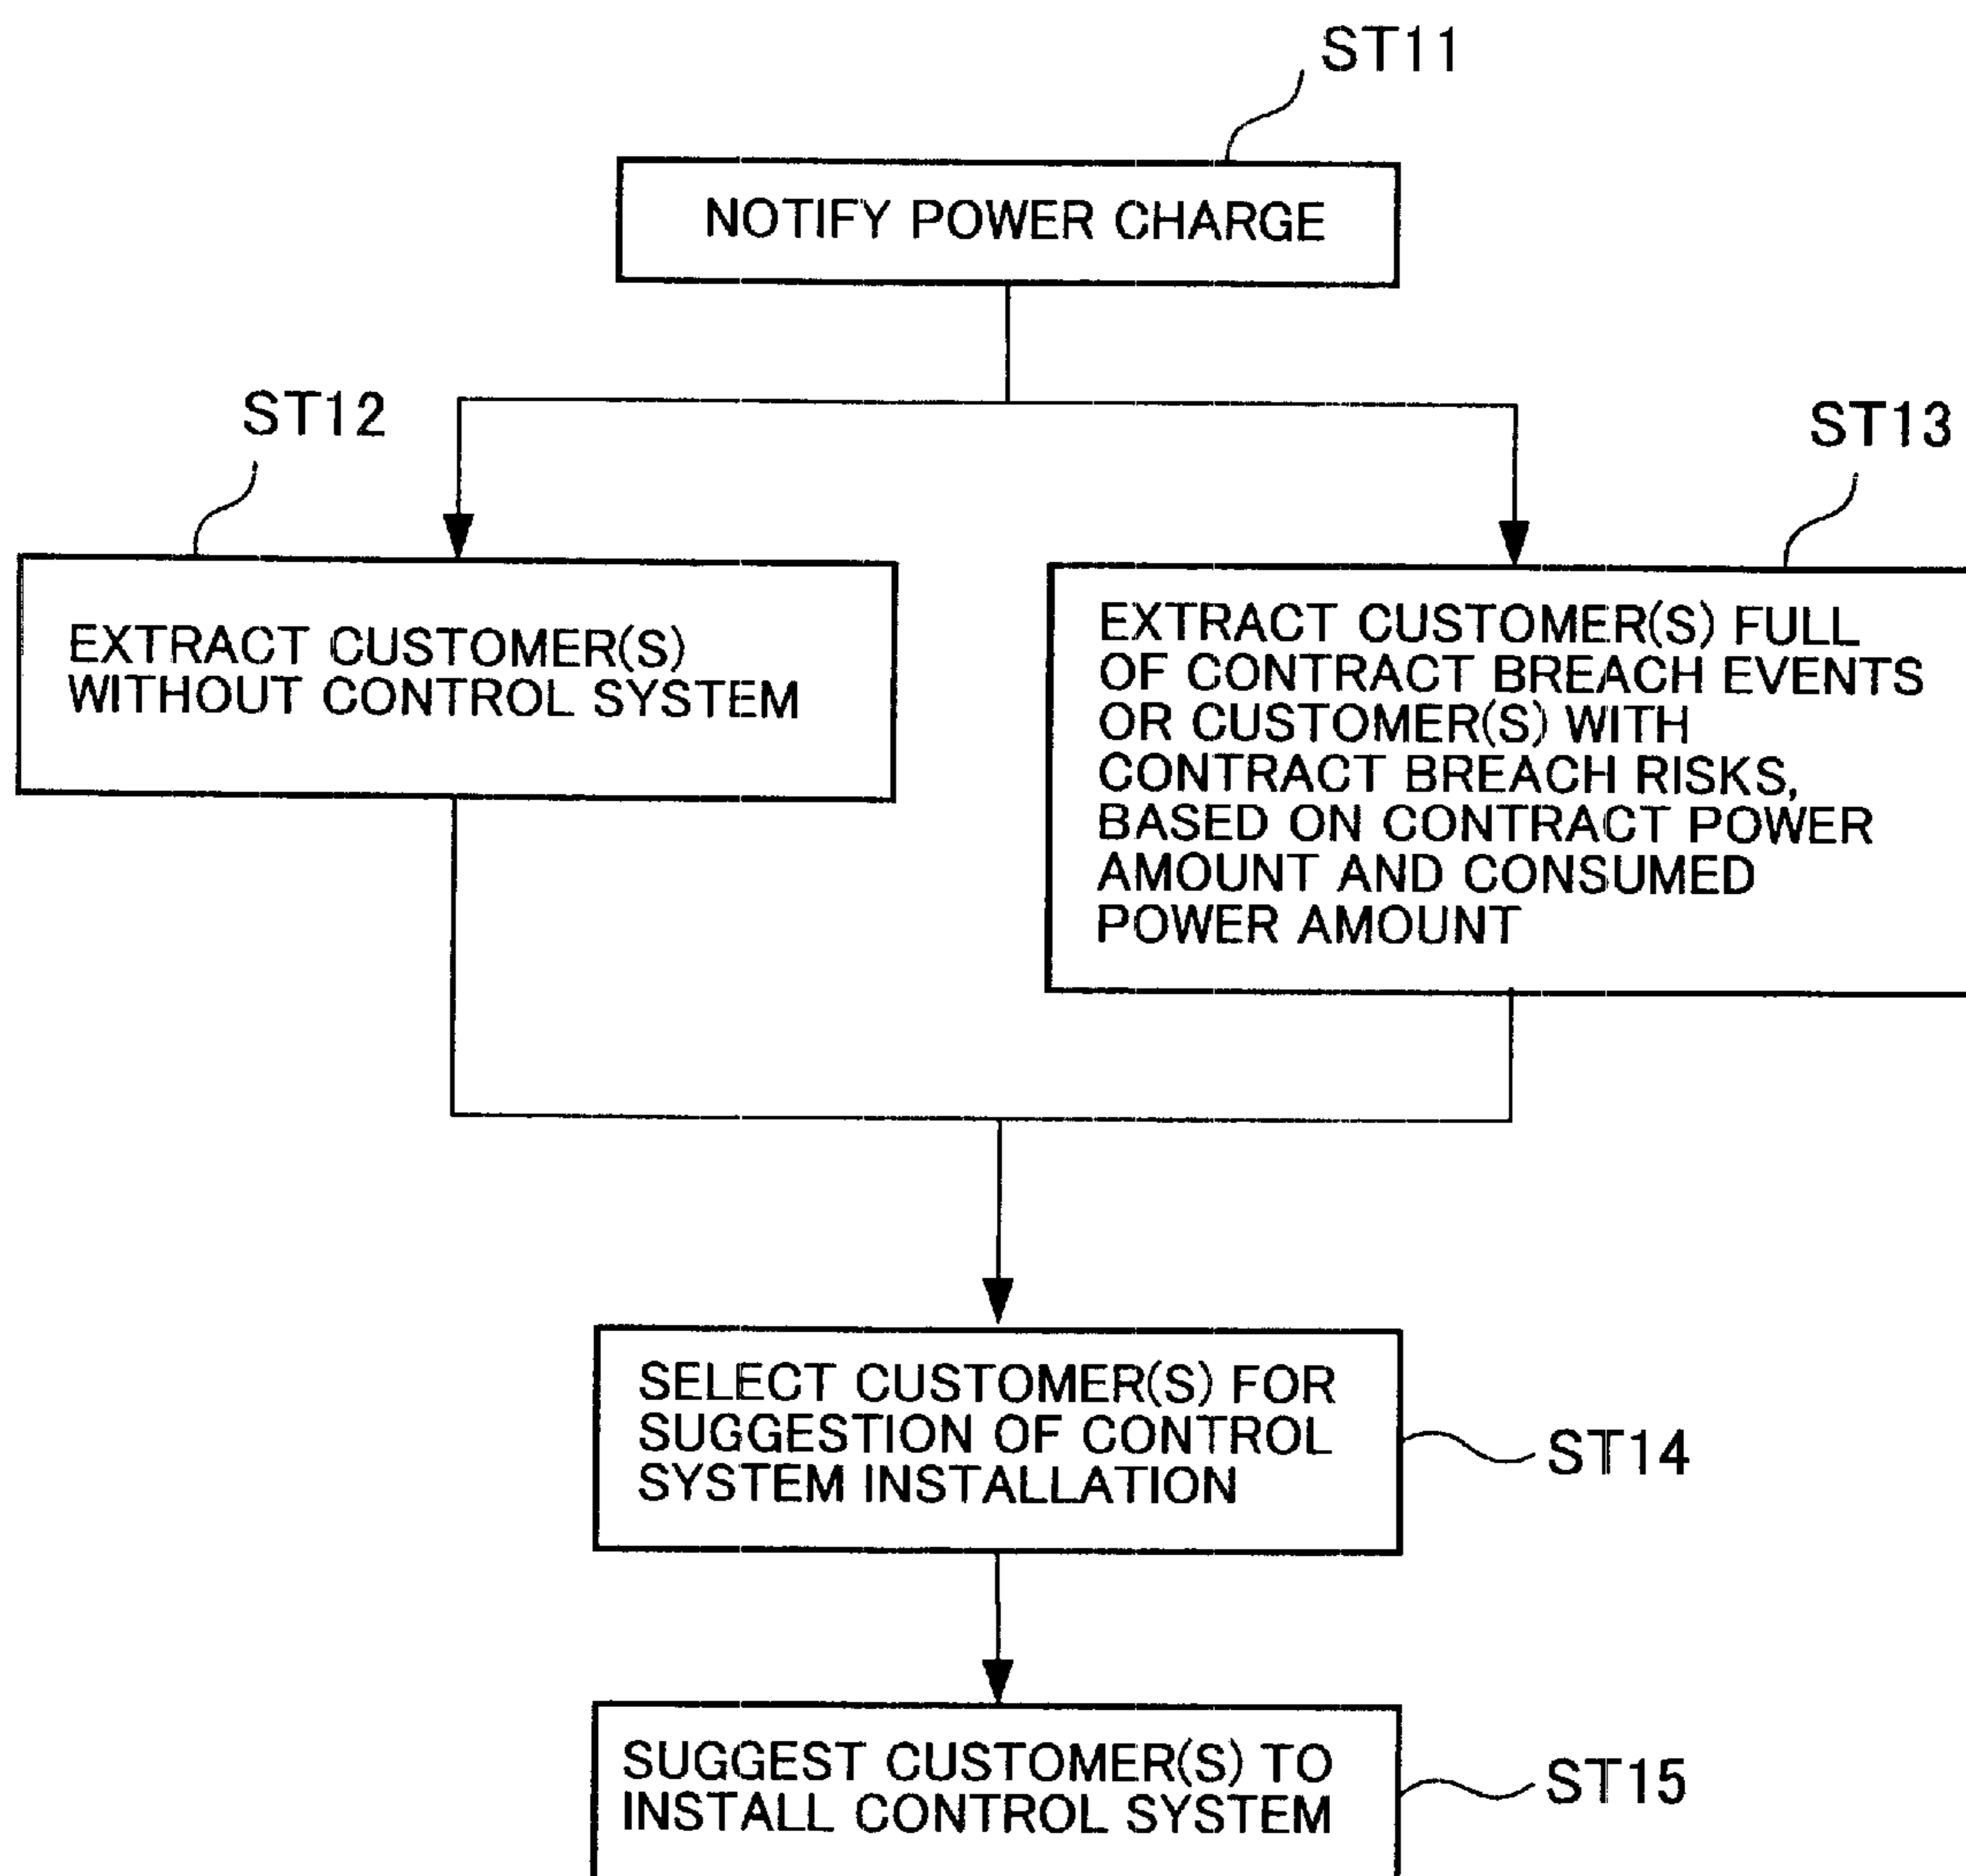 ST11
NOTIFY POWER CHARGE
ST12
EXTRACT CUSTOMER(S)
WITHOUT CONTROL SYSTEM
ST13
EXTRACT CUSTOMER(S) FULL
OF CONTRACT BREACH EVENTS
OR CUSTOMER(S) WITH
CONTRACT BREACH RISKS,
BASED ON CONTRACT POWER
AMOUNT AND CONSUMED
POWER AMOUNT
SELECT CUSTOMER(S) FOR
SUGGESTION OF CONTROL
SYSTEM INSTALLATION
ST14
SUGGEST CUSTOMER(S) TO
INSTALL CONTROL SYSTEM
ST15